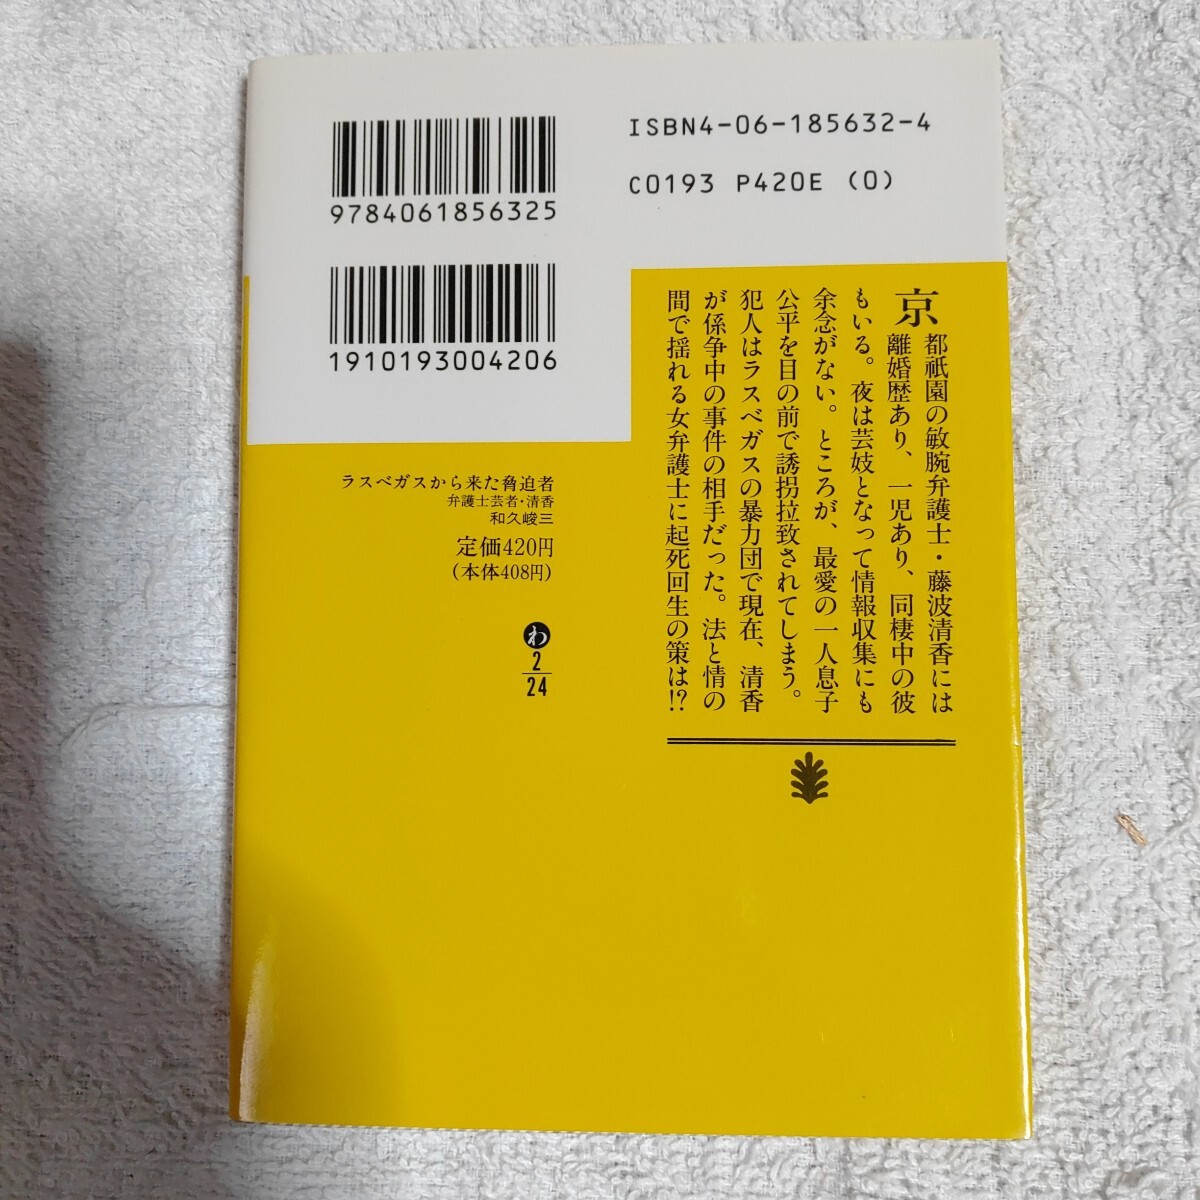 ISBN4-06-185632-4
C0193 P420E (0)
9784061856325
1910193004206
京都祇園の敏腕弁護士・藤波清香には
離婚歴あり、一児あり、同棲中の彼
もいる。夜は芸妓となって情報収集にも
余念がない。ところが、最愛の一人息子
公平を目の前で誘拐拉致されてしまう。
犯人はラスベガスの暴力団で現在、清香
が係争中の事件の相手だった。法と情の
間で揺れる女弁護士に起死回生の策は!?
ラスベガスから来た脅迫者
弁護士芸者・清香
和久峻三
定価420円
(本体408円)
わ
2
24